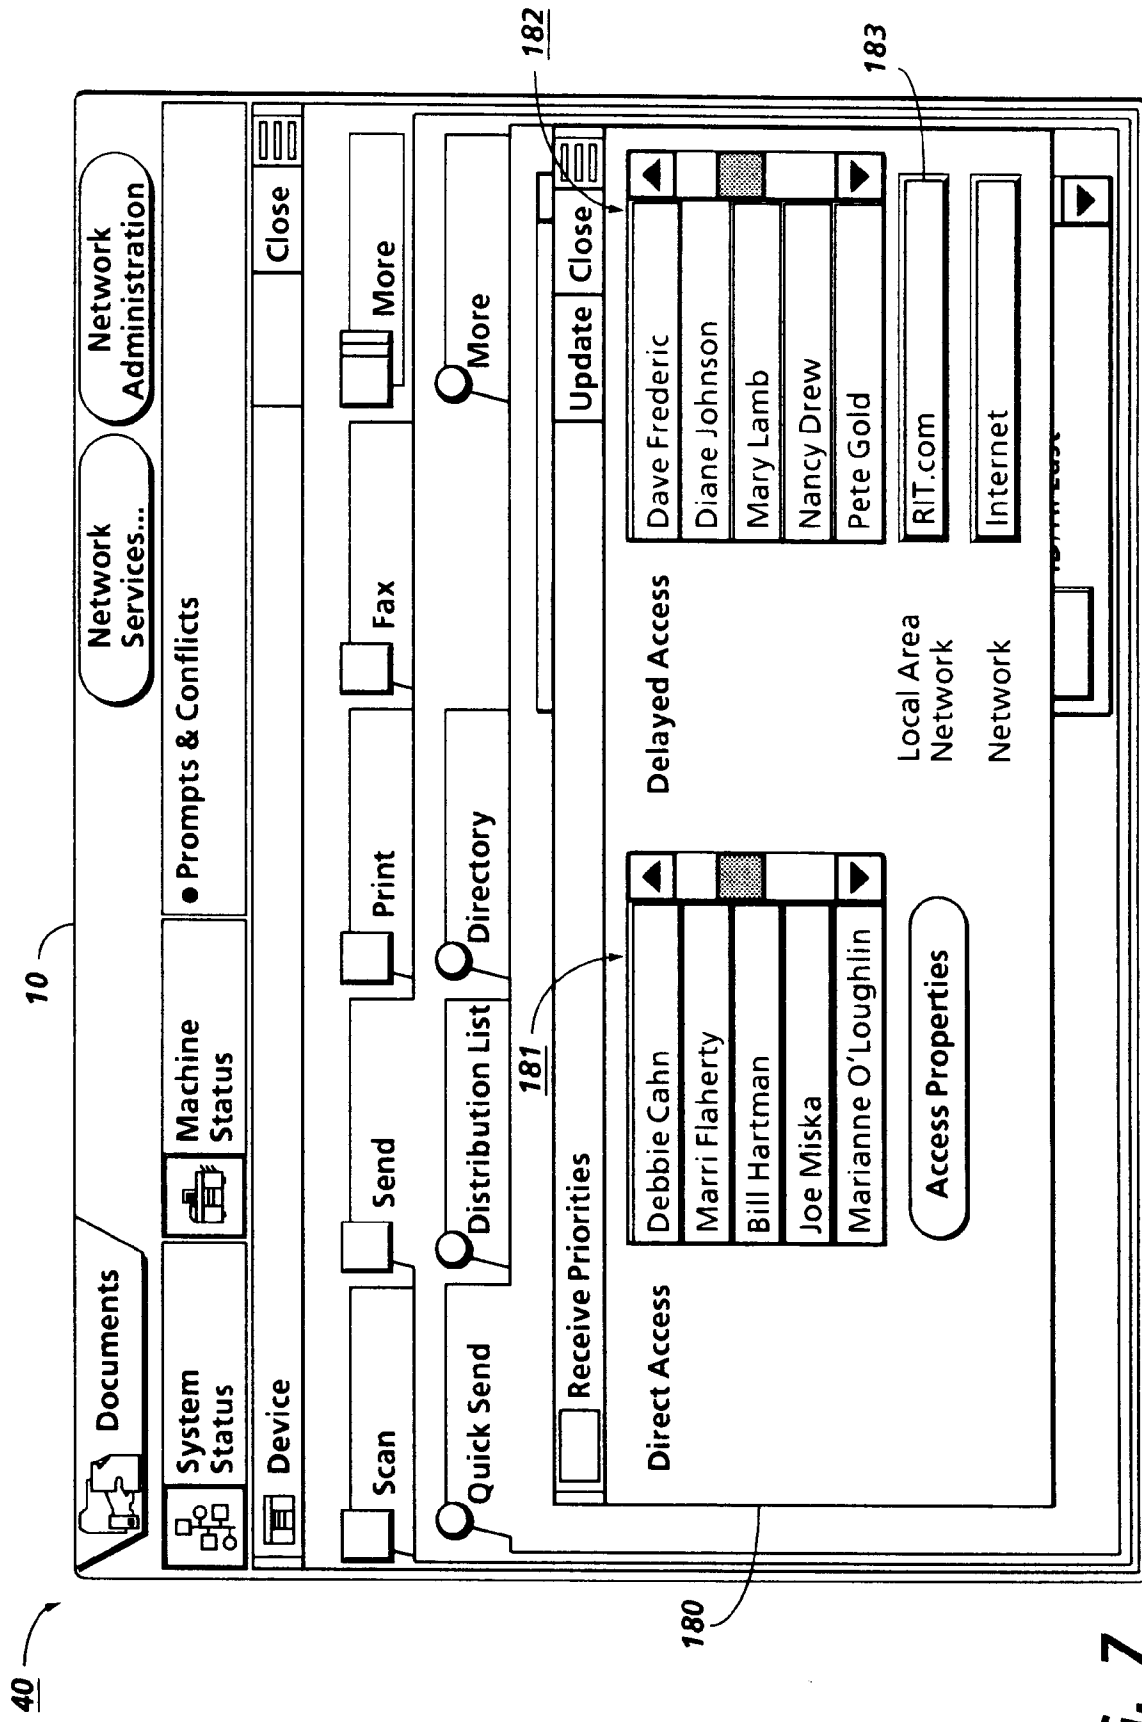 40
10
Documents
Network
Services...
Network
Administration
System
Status
Machine
Status
● Prompts & Conflicts
Device
Close
Scan
Send
Print
Fax
More
Quick Send
Distribution List
Directory
More
181
182
Receive Priorities
Update
Close
Direct Access
Debbie Cahn
Marri Flaherty
Bill Hartman
Joe Miska
Marianne O'Loughlin
Access Properties
Delayed Access
Dave Frederic
Diane Johnson
Mary Lamb
Nancy Drew
Pete Gold
Local Area
Network
RIT.com
183
Network
Internet
180
7